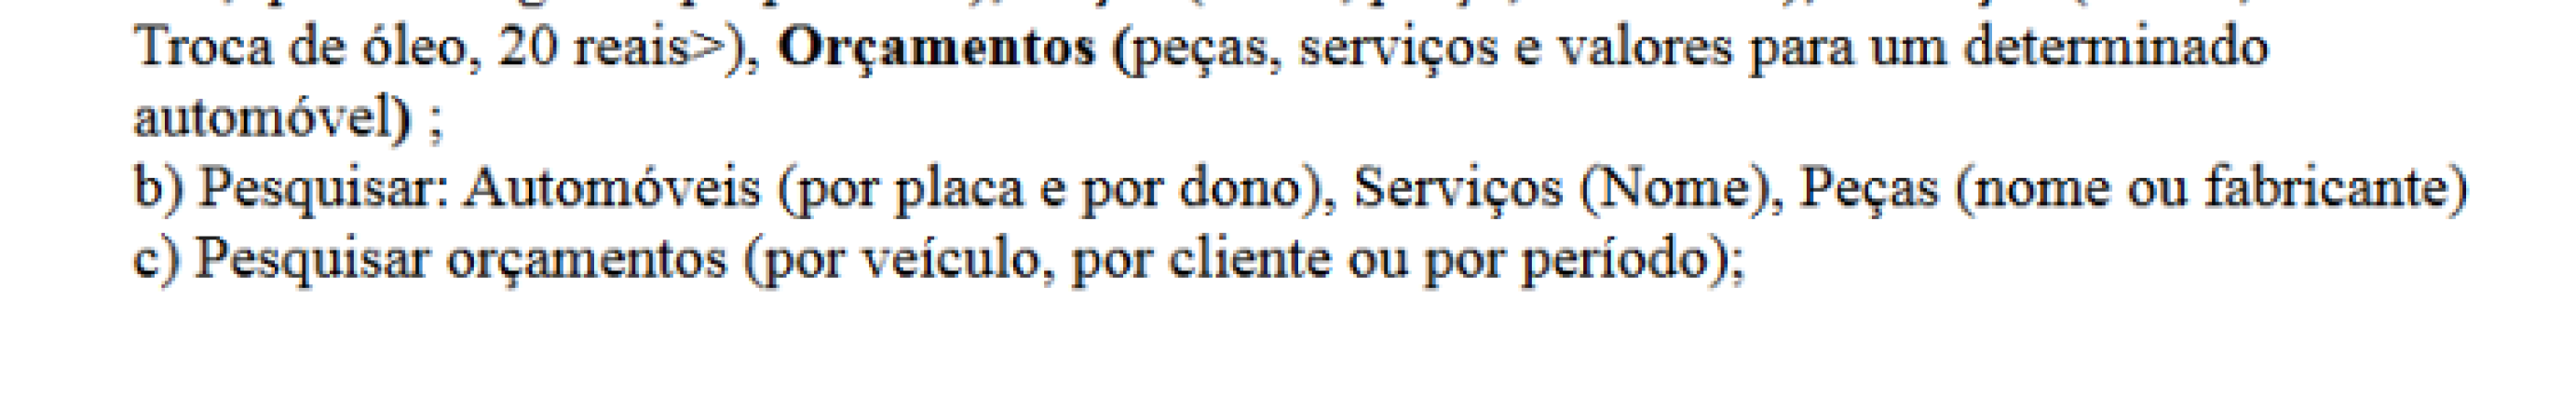 Troca de óleo, 20 reais>), Orçamentos (peças, serviços e valores para um determinado
automóvel) ;
b) Pesquisar: Automóveis (por placa e por dono), Serviços (Nome), Peças (nome ou fabricante)
c) Pesquisar orçamentos (por veículo, por cliente ou por período);